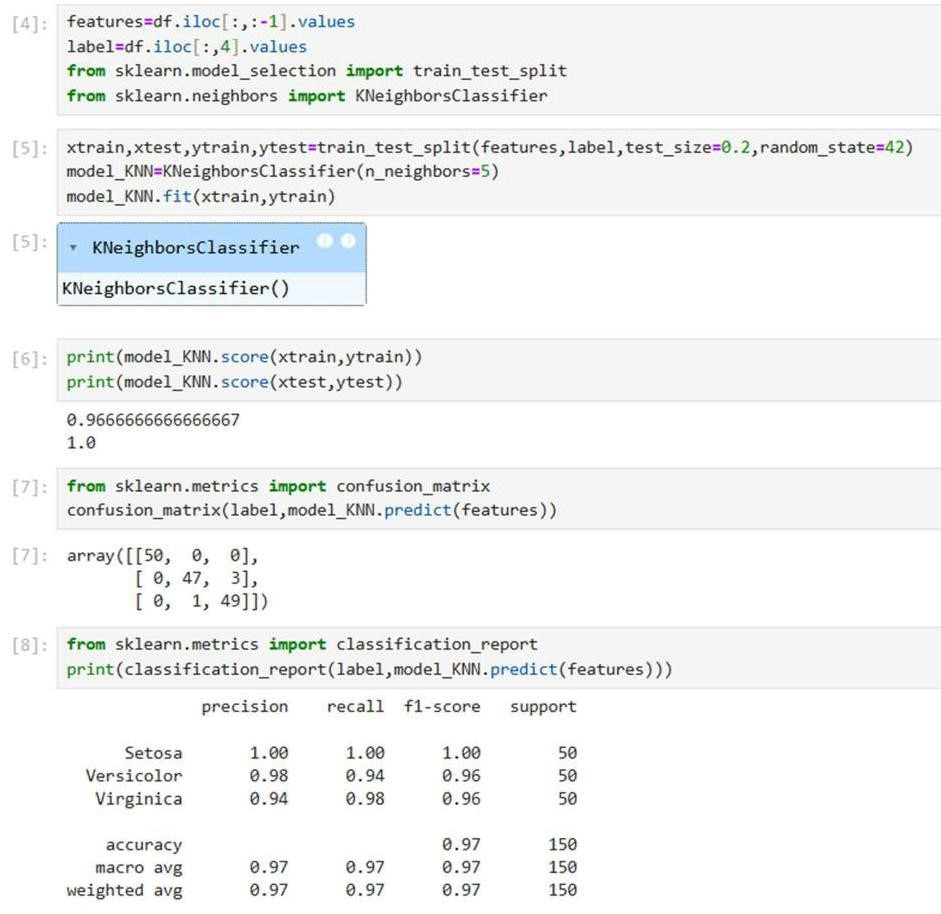 [4]: features=df.iloc[:,:-1].values
label=df.iloc[:,4].values
from sklearn.model_selection import train_test_split
from sklearn.neighbors import KNeighborsClassifier
[5]: xtrain,xtest,ytrain,ytest=train_test_split(features,label,test_size=0.2,random_state=42)
model_KNN=KNeighborsClassifier(n_neighbors=5)
model_KNN.fit(xtrain,ytrain)
[5]: ▾ KNeighborsClassifier i ?
KNeighborsClassifier()
[6]: print(model_KNN.score(xtrain,ytrain))
print(model_KNN.score(xtest,ytest))
0.9666666666666667
1.0
[7]: from sklearn.metrics import confusion_matrix
confusion_matrix(label,model_KNN.predict(features))
[7]: array([[50,  0,  0],
       [ 0, 47,  3],
       [ 0,  1, 49]])
[8]: from sklearn.metrics import classification_report
print(classification_report(label,model_KNN.predict(features)))
precision recall f1-score support
Setosa 1.00 1.00 1.00 50
Versicolor 0.98 0.94 0.96 50
Virginica 0.94 0.98 0.96 50
accuracy 0.97 150
macro avg 0.97 0.97 0.97 150
weighted avg 0.97 0.97 0.97 150